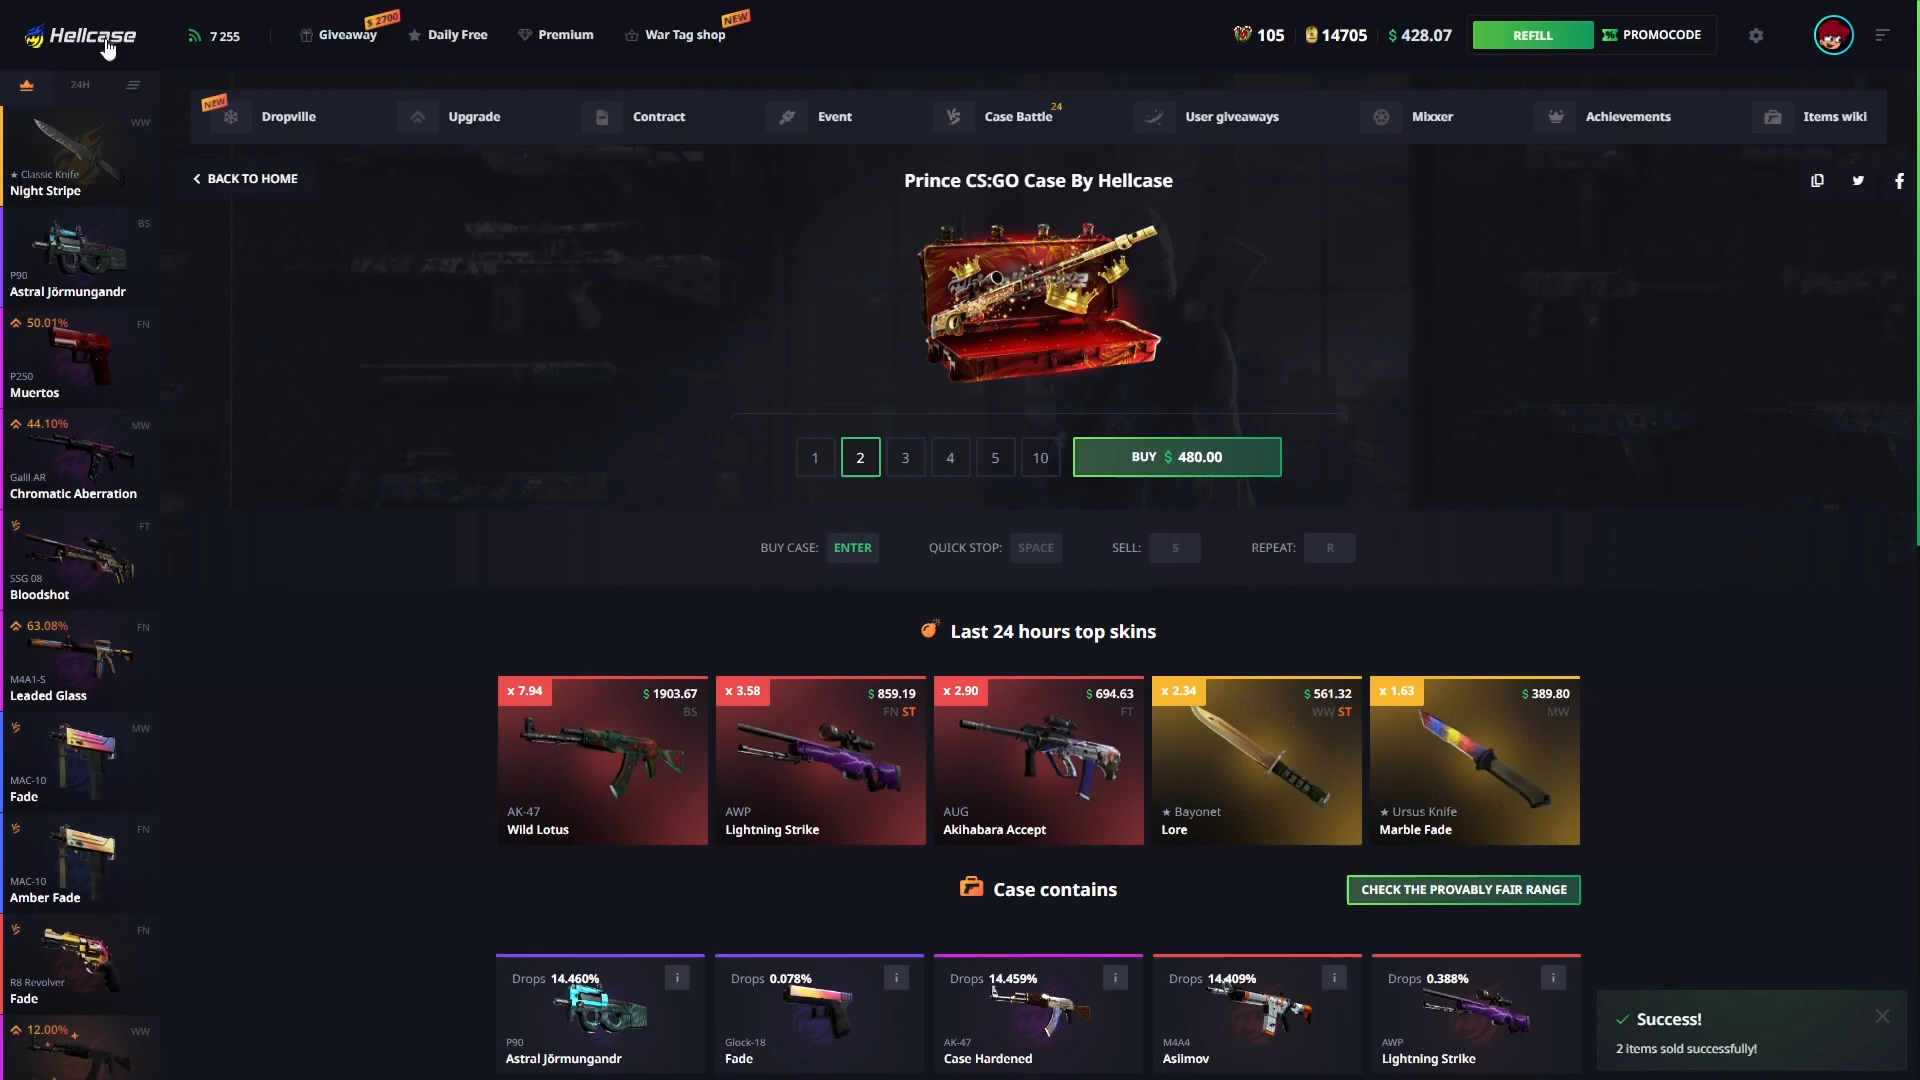 Hellcase
7 255
Giveaway
$ 2700
Daily Free
Premium
War Tag shop
NEW
105
14705
$ 428.07
REFILL
PROMOCODE
24H
NEW
Dropville
Upgrade
Contract
Event
Case Battle
24
User giveaways
Mixxer
Achievements
Items wiki
BACK TO HOME
Prince CS:GO Case By Hellcase
1
2
3
4
5
10
BUY $ 480.00
BUY CASE: ENTER
QUICK STOP: SPACE
SELL: S
REPEAT: R
WW
★ Classic Knife
Night Stripe
BS
P90
Astral Jörmungandr
50.01%
FN
P250
Muertos
44.10%
MW
Galil AR
Chromatic Aberration
FT
SSG 08
Bloodshot
63.08%
FN
M4A1-S
Leaded Glass
MW
MAC-10
Fade
FN
MAC-10
Amber Fade
FN
R8 Revolver
Fade
12.00%
WW
Last 24 hours top skins
x 7.94
$ 1903.67
BS
AK-47
Wild Lotus
x 3.58
$ 859.19
FN ST
AWP
Lightning Strike
x 2.90
$ 694.63
FT
AUG
Akihabara Accept
x 2.34
$ 561.32
WW ST
★ Bayonet
Lore
x 1.63
$ 389.80
MW
★ Ursus Knife
Marble Fade
Case contains
CHECK THE PROVABLY FAIR RANGE
Drops 14.460%
i
P90
Astral Jörmungandr
Drops 0.078%
i
Glock-18
Fade
Drops 14.459%
i
AK-47
Case Hardened
Drops 14.409%
i
M4A4
Asiimov
Drops 0.388%
i
AWP
Lightning Strike
Success!
2 items sold successfully!